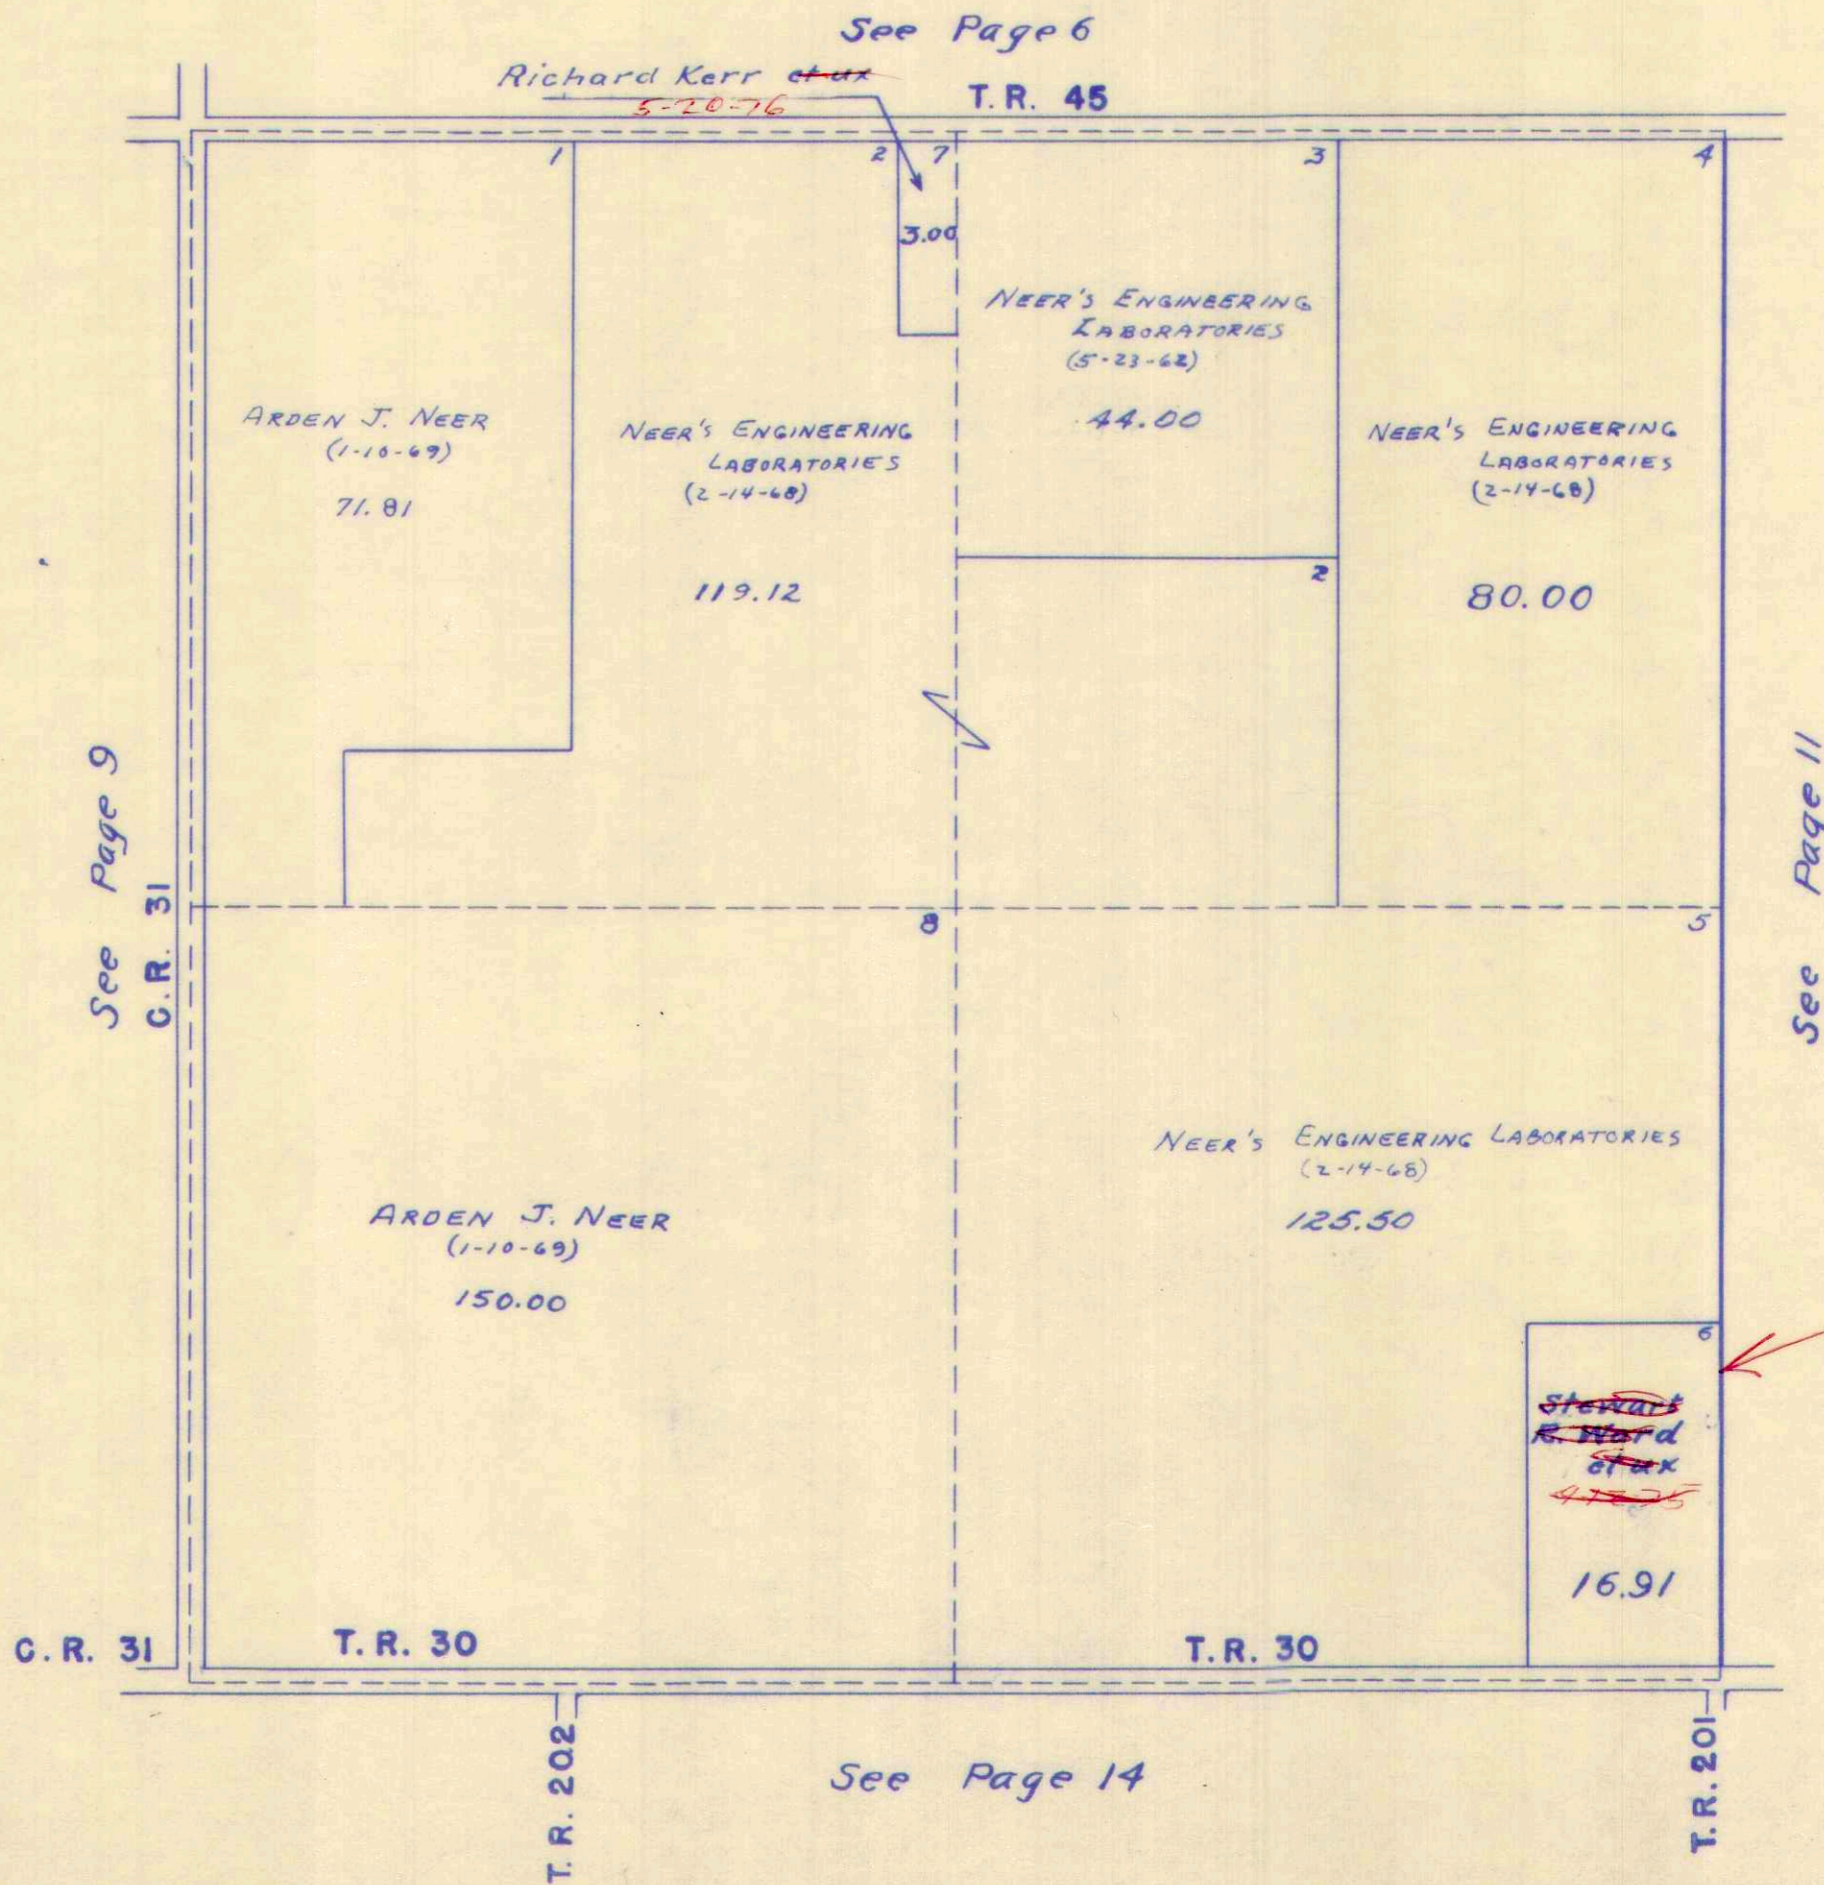 See Page 6
Richard Kerr et ux
5-20-76
T.R. 45
1
2
7
3
4
3.00
NEER'S ENGINEERING
LABORATORIES
(5-23-62)
44.00
ARDEN J. NEER
(1-10-69)
71.81
NEER'S ENGINEERING
LABORATORIES
(2-14-68)
119.12
NEER'S ENGINEERING
LABORATORIES
(2-14-68)
80.00
2
See Page 9
C.R. 31
See Page 11
8
5
NEER'S ENGINEERING LABORATORIES
(2-14-68)
125.50
ARDEN J. NEER
(1-10-69)
150.00
6
Stewart
R. Ward
et ux
16.91
C.R. 31
T.R. 30
T.R. 30
T.R. 202
See Page 14
T.R. 201